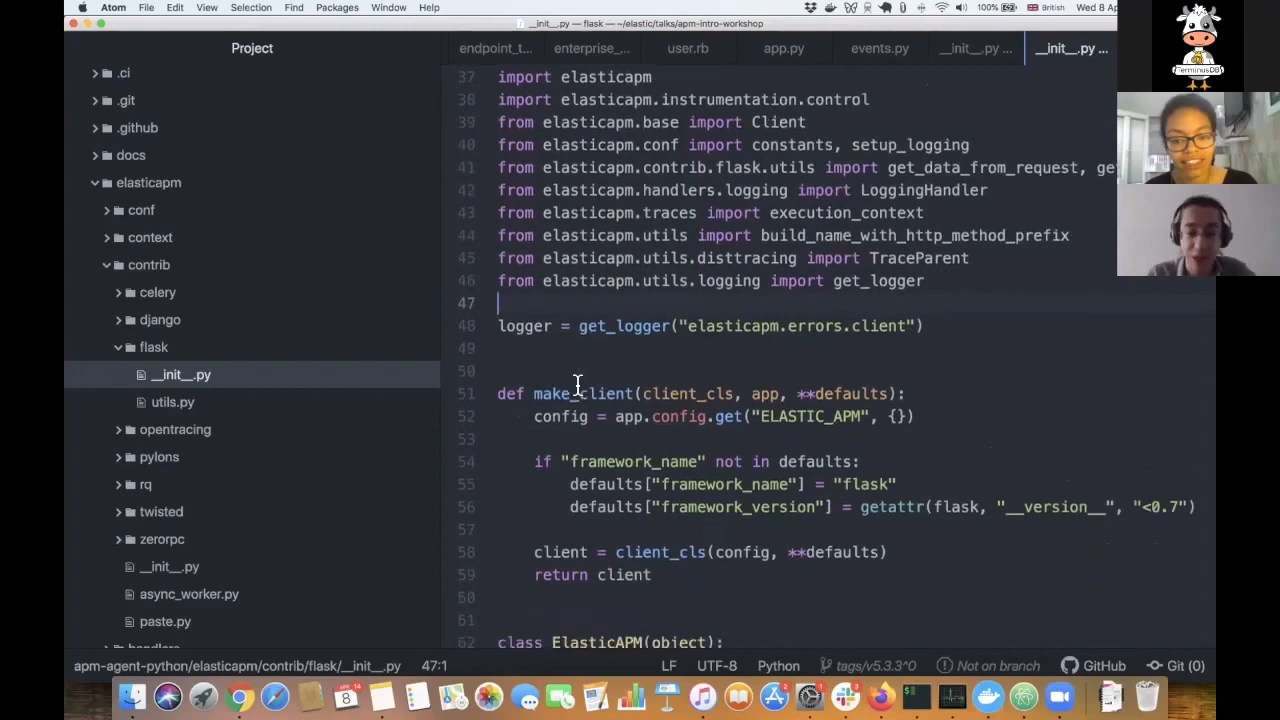 Atom File Edit View Selection Find Packages Window Help 100% British Wed 8 Ap
__init__.py — flask — ~/elastic/talks/apm-intro-workshop
Project
endpoint_t... enterprise_... user.rb app.py events.py __init__.py ... __init__.py ...
.ci
.git
.github
docs
elasticapm
conf
context
contrib
celery
django
flask
__init__.py
utils.py
opentracing
pylons
rq
twisted
zerorpc
__init__.py
async_worker.py
paste.py
37 import elasticapm
38 import elasticapm.instrumentation.control
39 from elasticapm.base import Client
40 from elasticapm.conf import constants, setup_logging
41 from elasticapm.contrib.flask.utils import get_data_from_request, ge
42 from elasticapm.handlers.logging import LoggingHandler
43 from elasticapm.traces import execution_context
44 from elasticapm.utils import build_name_with_http_method_prefix
45 from elasticapm.utils.disttracing import TraceParent
46 from elasticapm.utils.logging import get_logger
47
48 logger = get_logger("elasticapm.errors.client")
49
50
51 def make_client(client_cls, app, **defaults):
52 config = app.config.get("ELASTIC_APM", {})
53
54 if "framework_name" not in defaults:
55 defaults["framework_name"] = "flask"
56 defaults["framework_version"] = getattr(flask, "__version__", "<0.7")
57
58 client = client_cls(config, **defaults)
59 return client
60
61
62 class ElasticAPM(object):
apm-agent-python/elasticapm/contrib/flask/__init__.py 47:1 LF UTF-8 Python tags/v5.3.3^0 Not on branch GitHub Git (0)
TerminusDB